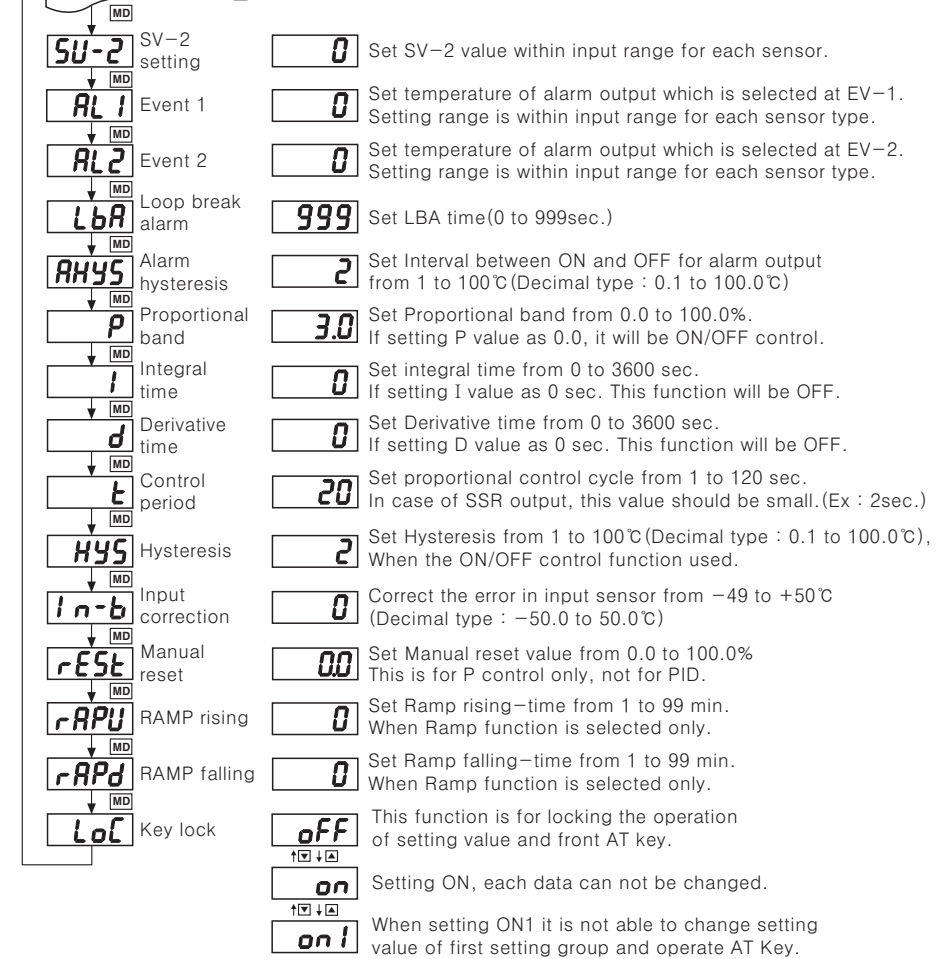 MD
SV-2 SV-2 setting 0 Set SV-2 value within input range for each sensor.
MD
AL 1 Event 1 0 Set temperature of alarm output which is selected at EV-1.
Setting range is within input range for each sensor type.
MD
AL2 Event 2 0 Set temperature of alarm output which is selected at EV-2.
Setting range is within input range for each sensor type.
MD
LbA Loop break alarm 999 Set LBA time(0 to 999sec.)
MD
AHYS Alarm hysteresis 2 Set Interval between ON and OFF for alarm output
from 1 to 100℃(Decimal type : 0.1 to 100.0℃)
MD
P Proportional band 3.0 Set Proportional band from 0.0 to 100.0%.
If setting P value as 0.0, it will be ON/OFF control.
MD
I Integral time 0 Set integral time from 0 to 3600 sec.
If setting I value as 0 sec. This function will be OFF.
MD
d Derivative time 0 Set Derivative time from 0 to 3600 sec.
If setting D value as 0 sec. This function will be OFF.
MD
t Control period 20 Set proportional control cycle from 1 to 120 sec.
In case of SSR output, this value should be small.(Ex : 2sec.)
MD
HYS Hysteresis 2 Set Hysteresis from 1 to 100℃(Decimal type : 0.1 to 100.0℃),
When the ON/OFF control function used.
MD
In-b Input correction 0 Correct the error in input sensor from -49 to +50℃
(Decimal type : -50.0 to 50.0℃)
MD
rESt Manual reset 0.0 Set Manual reset value from 0.0 to 100.0%
This is for P control only, not for PID.
MD
rAPU RAMP rising 0 Set Ramp rising-time from 1 to 99 min.
When Ramp function is selected only.
MD
rAPd RAMP falling 0 Set Ramp falling-time from 1 to 99 min.
When Ramp function is selected only.
MD
LoC Key lock oFF This function is for locking the operation
of setting value and front AT key.
↑▼ ↓▲
on Setting ON, each data can not be changed.
↑▼ ↓▲
on1 When setting ON1 it is not able to change setting
value of first setting group and operate AT Key.